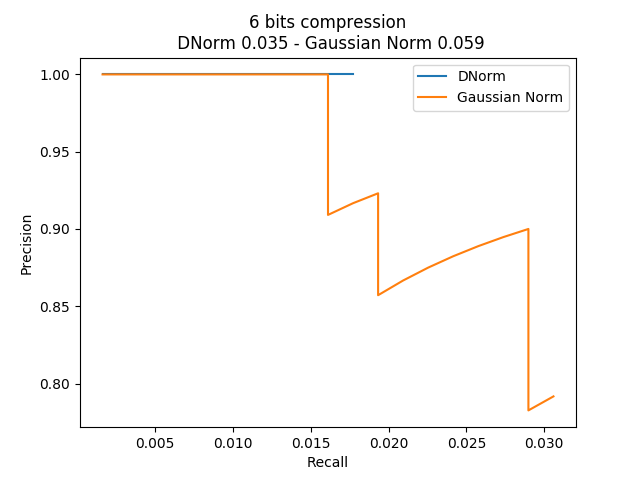 6 bits compression
DNorm 0.035 - Gaussian Norm 0.059
DNorm
Gaussian Norm
Precision
1.00
0.95
0.90
0.85
0.80
0.005 0.010 0.015 0.020 0.025 0.030
Recall